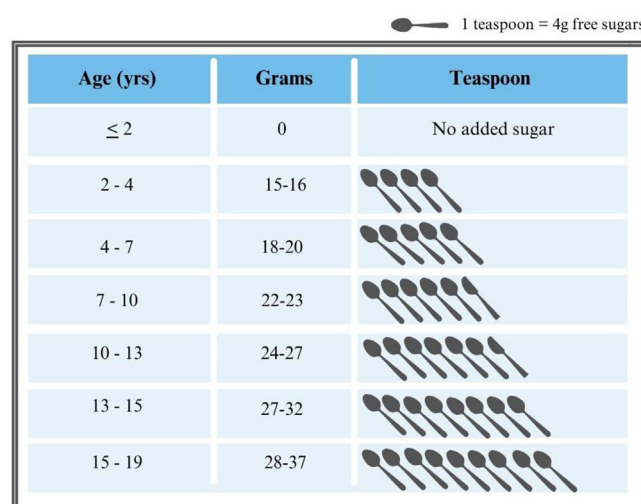 1 teaspoon = 4g free sugars
Age (yrs) Grams Teaspoon
≤ 2 0 No added sugar
2 - 4 15-16
4 - 7 18-20
7 - 10 22-23
10 - 13 24-27
13 - 15 27-32
15 - 19 28-37